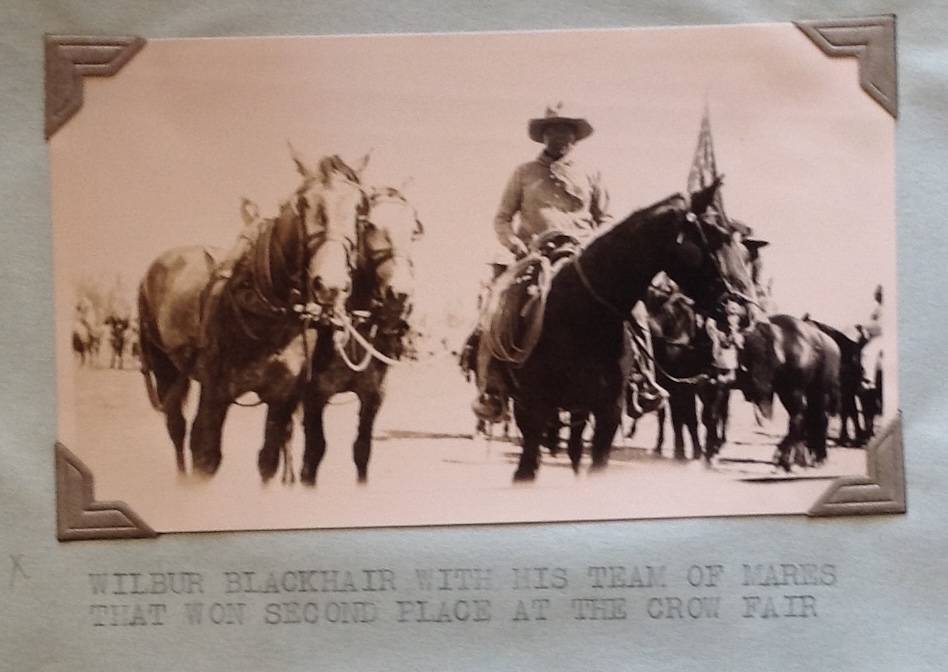 WILBUR BLACKHAIR WITH HIS TEAM OF MARES
THAT WON SECOND PLACE AT THE CROW FAIR